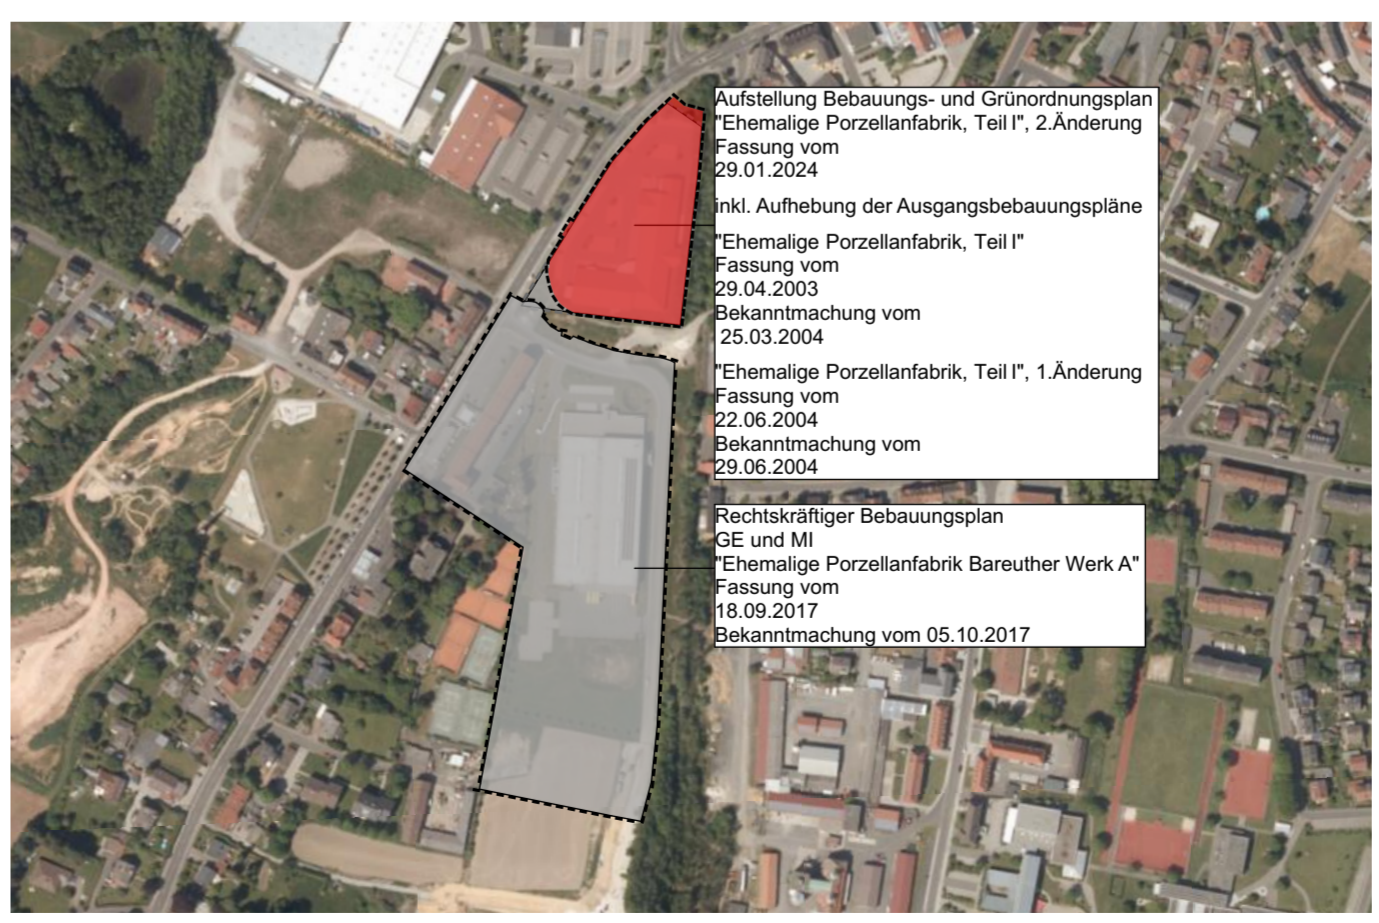 Aufstellung Bebauungs- und Grünordnungsplan
"Ehemalige Porzellanfabrik, Teil I", 2.Änderung
Fassung vom
29.01.2024
inkl. Aufhebung der Ausgangsbebauungspläne
"Ehemalige Porzellanfabrik, Teil I"
Fassung vom
29.04.2003
Bekanntmachung vom
25.03.2004
"Ehemalige Porzellanfabrik, Teil I", 1.Änderung
Fassung vom
22.06.2004
Bekanntmachung vom
29.06.2004
Rechtskräftiger Bebauungsplan
GE und MI
"Ehemalige Porzellanfabrik Bareuther Werk A"
Fassung vom
18.09.2017
Bekanntmachung vom 05.10.2017